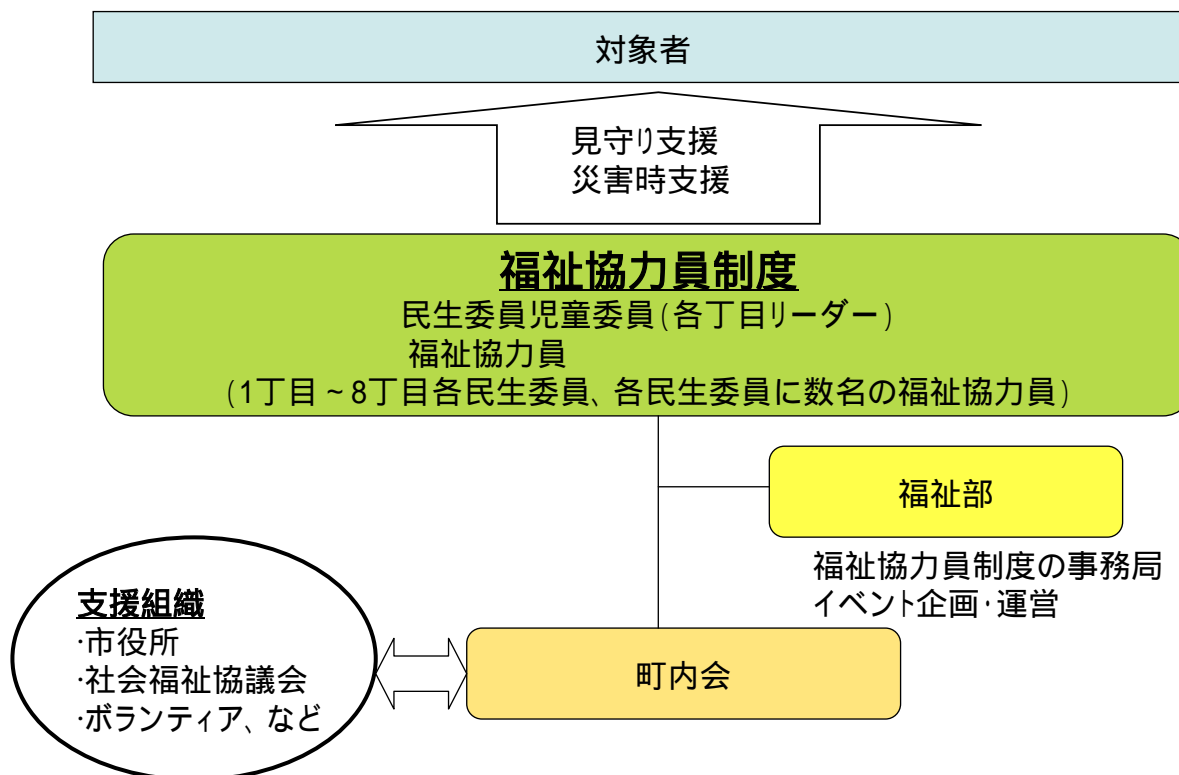 対象者
見守り支援
災害時支援
福祉協力員制度
民生委員児童委員(各丁目リーダー)
福祉協力員
(1丁目~8丁目各民生委員、各民生委員に数名の福祉協力員)
福祉部
福祉協力員制度の事務局
イベント企画・運営
支援組織
・市役所
・社会福祉協議会
・ボランティア、など
町内会